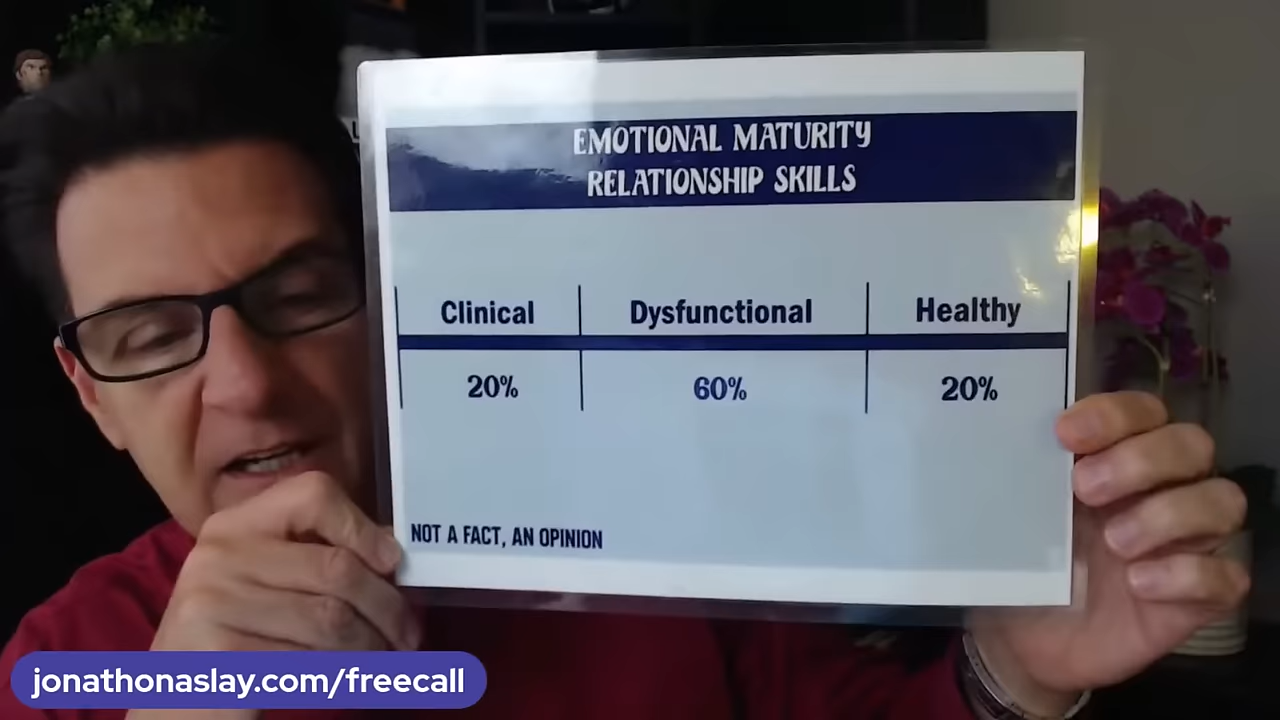 EMOTIONAL MATURITY
RELATIONSHIP SKILLS
Clinical Dysfunctional Healthy
20% 60% 20%
NOT A FACT, AN OPINION
jonathonaslay.com/freecall